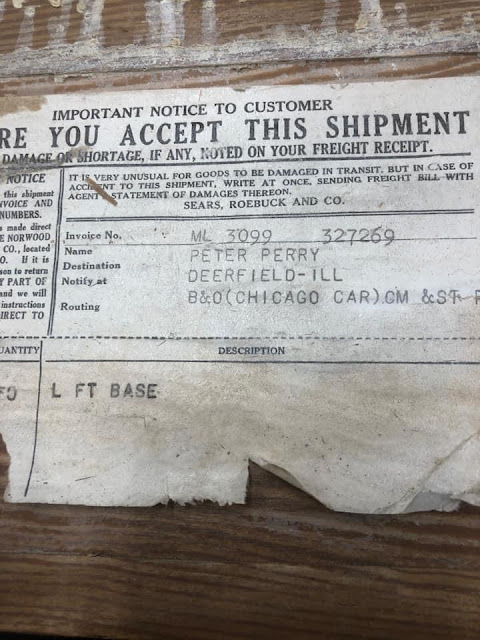 IMPORTANT NOTICE TO CUSTOMER
RE YOU ACCEPT THIS SHIPMENT
DAMAGE OR SHORTAGE, IF ANY, NOTED ON YOUR FREIGHT RECEIPT.
NOTICE
this shipment
NVOICE AND
NUMBERS.
s made direct
E NORWOOD
CO., located
O. If it is
son to return
Y PART OF
and we will
instructions
IRECT TO
IT IS VERY UNUSUAL FOR GOODS TO BE DAMAGED IN TRANSIT. BUT IN CASE OF
ACCIDENT TO THIS SHIPMENT, WRITE AT ONCE, SENDING FREIGHT BILL WITH
AGENT STATEMENT OF DAMAGES THEREON.
SEARS, ROEBUCK AND CO.
Invoice No. ML 3099 327269
Name PETER PERRY
Destination DEERFIELD-ILL
Notify at
Routing B&O(CHICAGO CAR)CM &ST P
UANTITY DESCRIPTION
L FT BASE